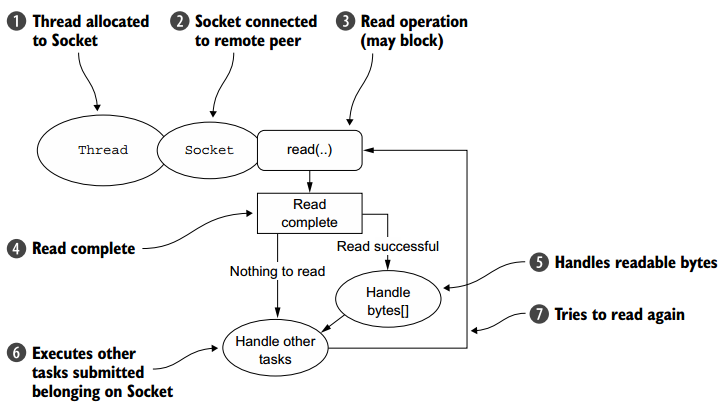 1 Thread allocated
to Socket
2 Socket connected
to remote peer
3 Read operation
(may block)
Thread
Socket
read(..)
Read
complete
4 Read complete
Read successful
Nothing to read
5 Handles readable bytes
Handle
bytes[]
7 Tries to read again
Handle other
tasks
6 Executes other
tasks submitted
belonging on Socket